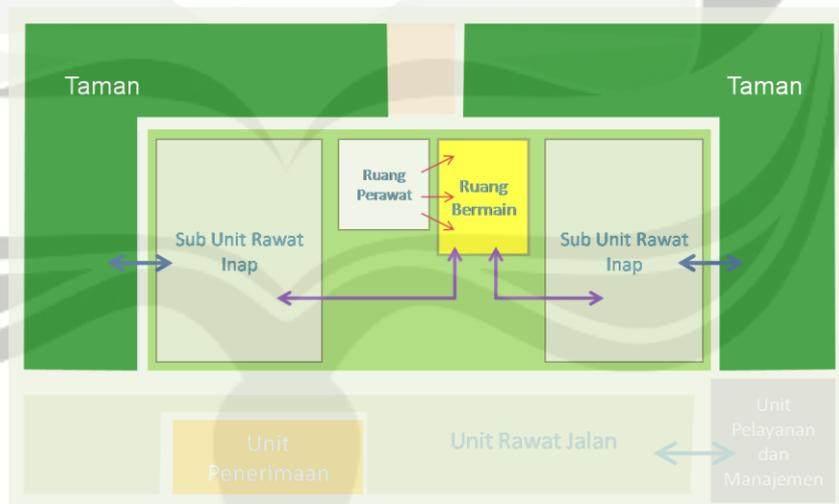 Taman
Taman
Ruang
Perawat
Ruang
Bermain
Sub Unit Rawat
Inap
Sub Unit Rawat
Inap
Unit
Penerimaan
Unit Rawat Jalan
Unit
Pelayanan
dan
Manajemen